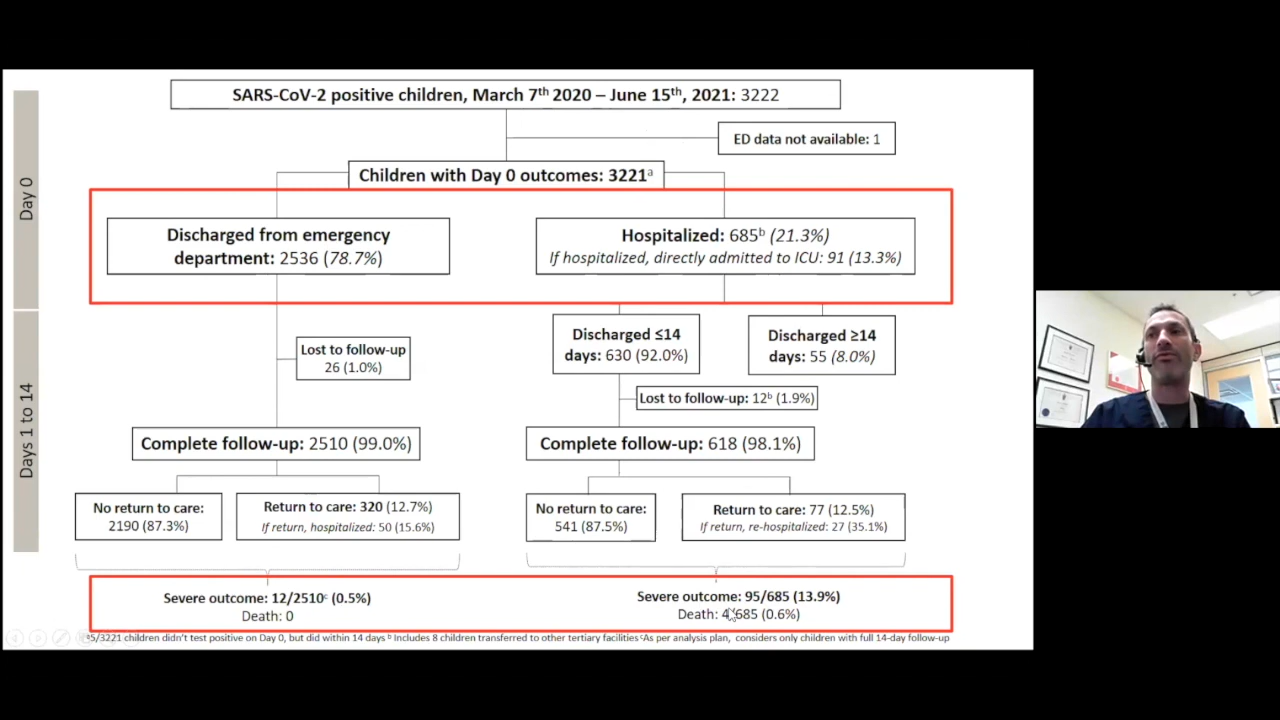 SARS-CoV-2 positive children, March 7th 2020 – June 15th, 2021: 3222
ED data not available: 1
Children with Day 0 outcomes: 3221a
Day 0
Discharged from emergency
department: 2536 (78.7%)
Hospitalized: 685b (21.3%)
If hospitalized, directly admitted to ICU: 91 (13.3%)
Days 1 to 14
Lost to follow-up
26 (1.0%)
Discharged ≤14
days: 630 (92.0%)
Discharged ≥14
days: 55 (8.0%)
Lost to follow-up: 12b (1.9%)
Complete follow-up: 2510 (99.0%)
Complete follow-up: 618 (98.1%)
No return to care:
2190 (87.3%)
Return to care: 320 (12.7%)
If return, hospitalized: 50 (15.6%)
No return to care:
541 (87.5%)
Return to care: 77 (12.5%)
If return, re-hospitalized: 27 (35.1%)
Severe outcome: 12/2510c (0.5%)
Death: 0
Severe outcome: 95/685 (13.9%)
Death: 4/685 (0.6%)
a5/3221 children didn't test positive on Day 0, but did within 14 days b Includes 8 children transferred to other tertiary facilities cAs per analysis plan, considers only children with full 14-day follow-up